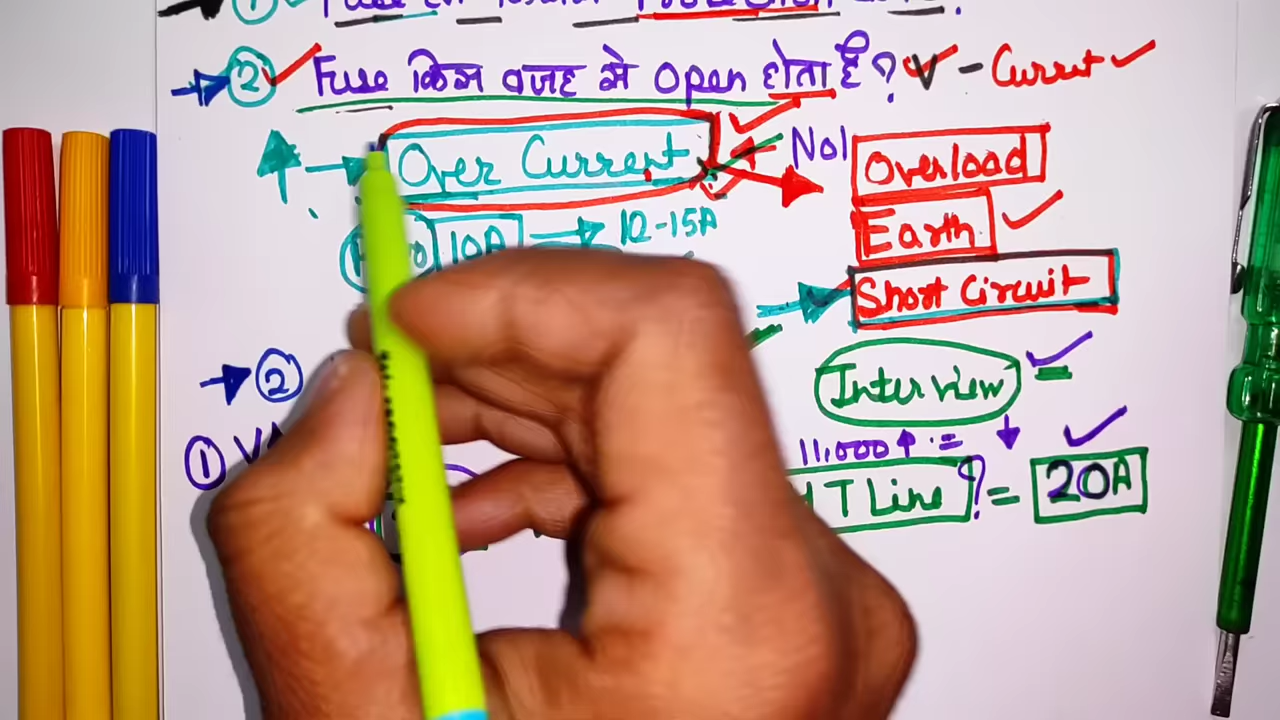 ② Fuse किस वजह से Open होता है? V - Current
Over Current
No!
Overload
10A → 12-15A
Earth
Short Circuit
②
Interview
① V↑
11,000↑ := ↓
T Line ? = 20A